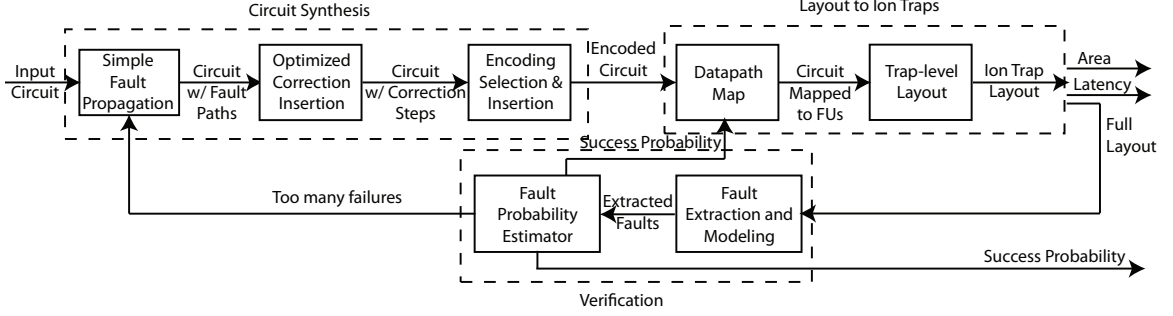 Circuit Synthesis
Layout to Ion Traps
Input
Circuit
Simple
Fault
Propagation
Circuit
w/ Fault
Paths
Optimized
Correction
Insertion
Circuit
w/ Correction
Steps
Encoding
Selection &
Insertion
Encoded
Circuit
Datapath
Map
Circuit
Mapped
to FUs
Trap-level
Layout
Ion Trap
Layout
Area
Latency
Full
Layout
Success Probability
Too many failures
Fault
Probability
Estimator
Extracted
Faults
Fault
Extraction and
Modeling
Success Probability
Verification